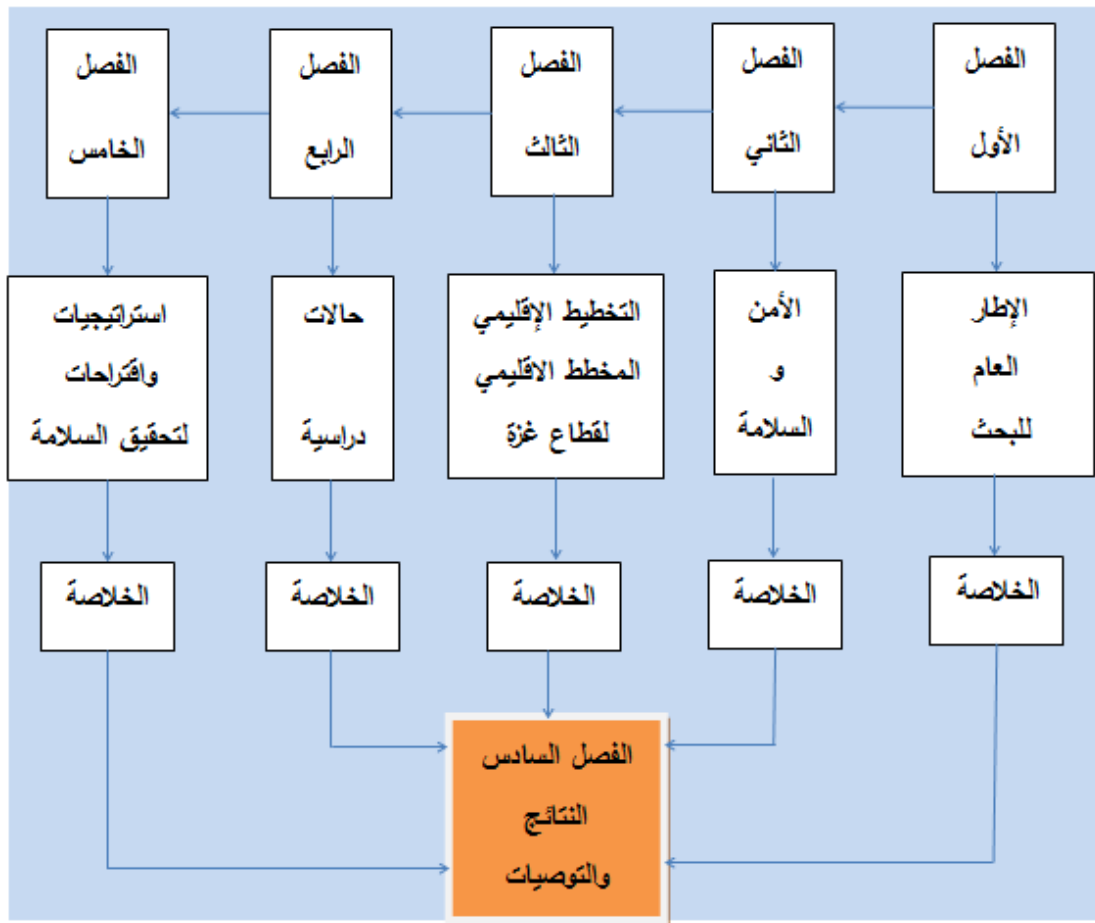 الفصل
الأول
الفصل
الثاني
الفصل
الثالث
الفصل
الرابع
الفصل
الخامس
الإطار
العام
للبحث
الأمن
و
السلامة
التخطيط الإقليمي
المخطط الاقليمي
لقطاع غزة
حالات
دراسية
استراتيجيات
واقتراحات
لتحقيق السلامة
الخلاصة
الخلاصة
الخلاصة
الخلاصة
الخلاصة
الفصل السادس
النتائج
والتوصيات